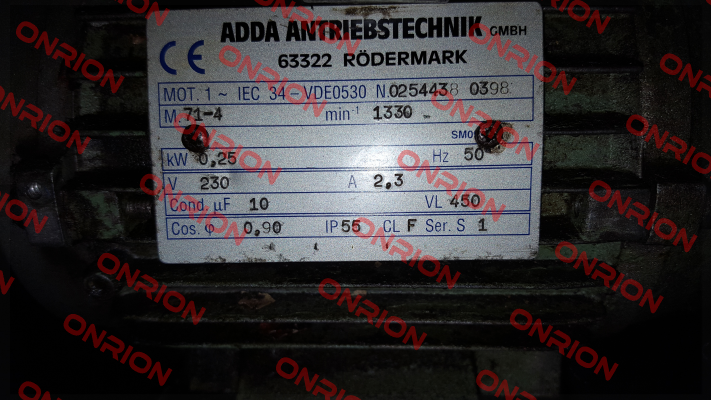 ADDA ANTRIEBSTECHNIK GMBH
63322 RÖDERMARK
CE
MOT. 1 ~ IEC 34 - VDE0530 N. 0254438 0398
M. 71-4 min⁻¹ 1330
kW 0,25 Hz 50
V 230 A 2,3
Cond. µF 10 VL 450
Cos. φ 0,90 IP 55 CL F Ser. S 1
ONRION